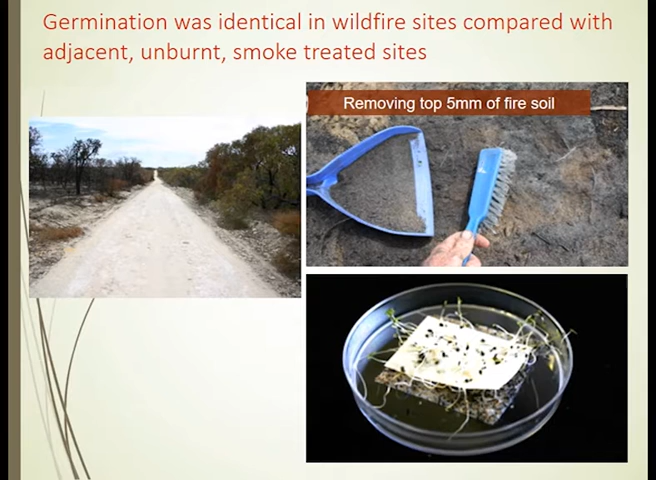 Germination was identical in wildfire sites compared with
adjacent, unburnt, smoke treated sites
Removing top 5mm of fire soil